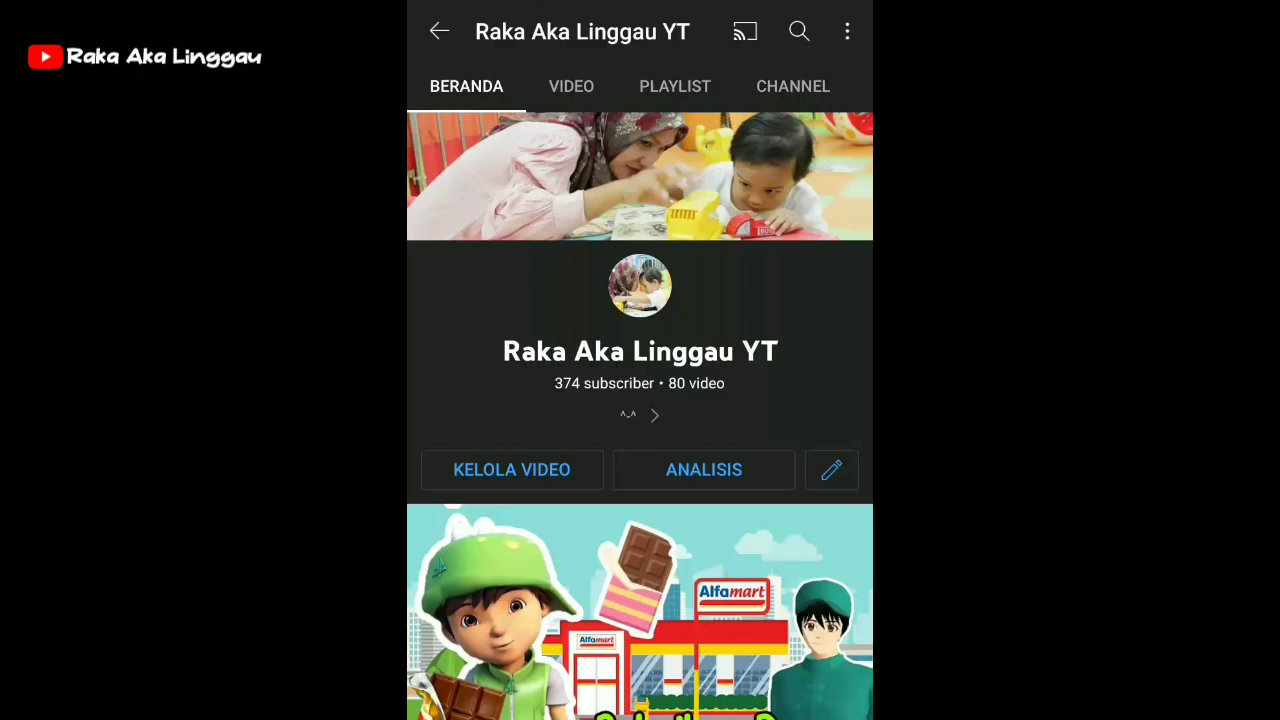 Raka Aka Linggau
Raka Aka Linggau YT
BERANDA VIDEO PLAYLIST CHANNEL
Raka Aka Linggau YT
374 subscriber • 80 video
^-^
KELOLA VIDEO ANALISIS
Alfamart
Alfamart